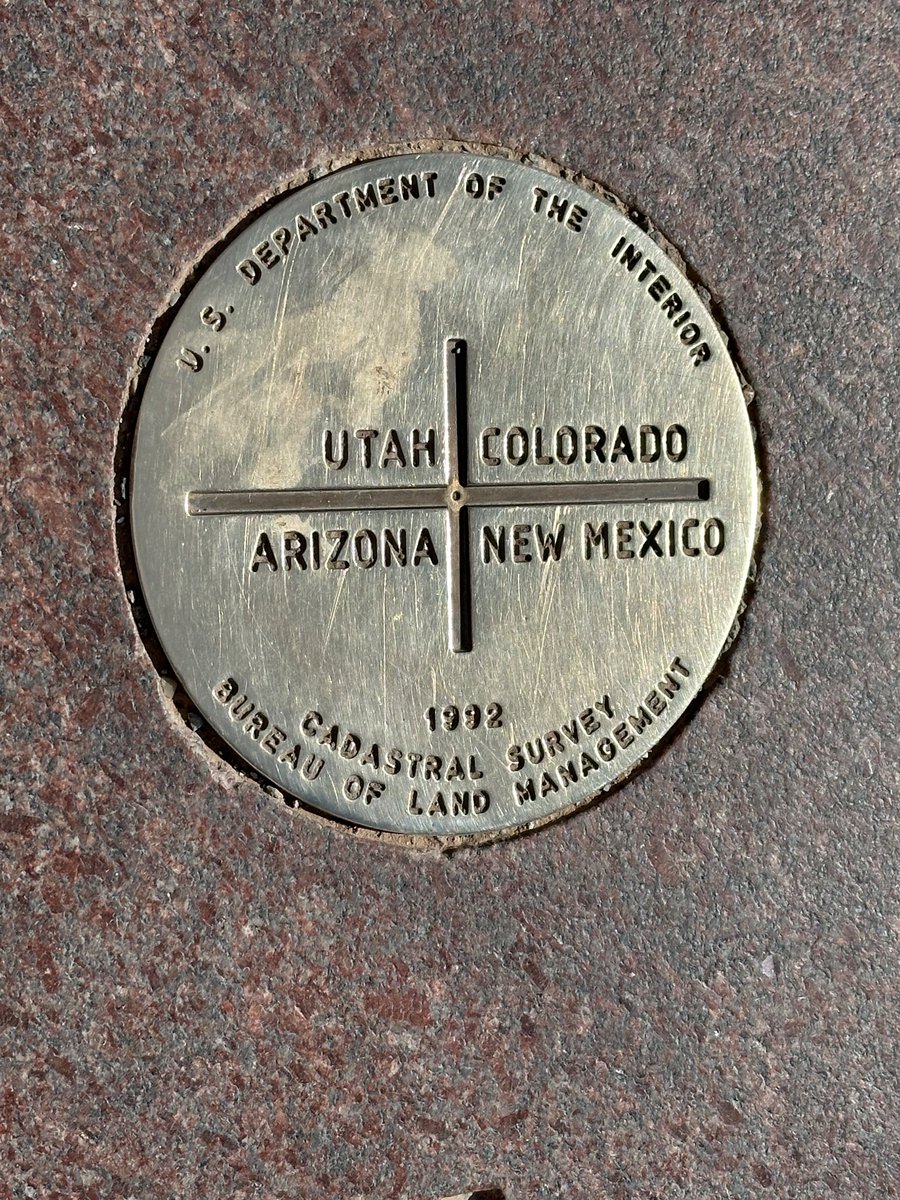 U. S. DEPARTMENT OF THE INTERIOR
UTAH COLORADO
ARIZONA NEW MEXICO
1992
CADASTRAL SURVEY
BUREAU OF LAND MANAGEMENT